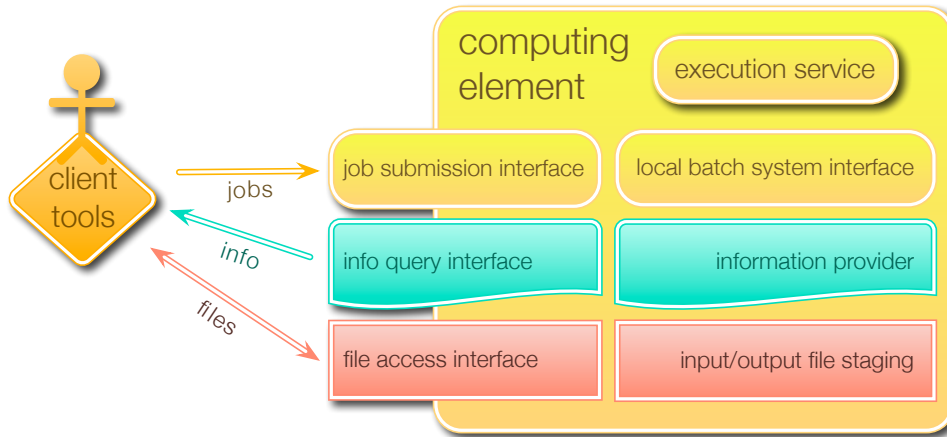 computing
element
execution service
client
tools
jobs
job submission interface
local batch system interface
info
info query interface
information provider
files
file access interface
input/output file staging